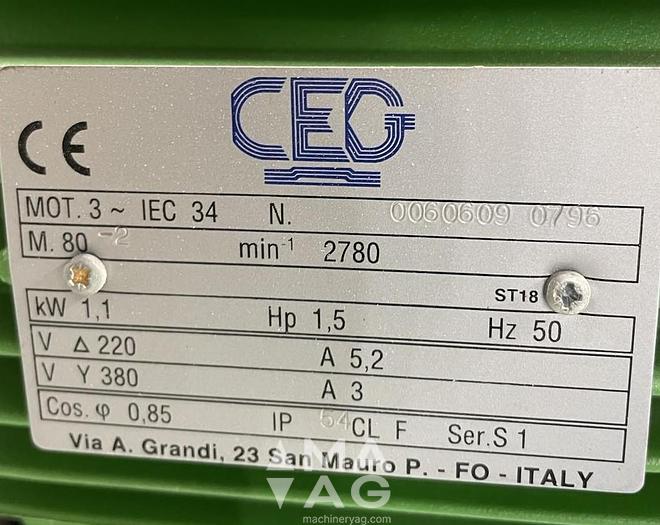 CE
CEG
MOT. 3 ~ IEC 34 N. 0060609 0796
M. 80 -2 min-1 2780
ST18
kW 1,1 Hp 1,5 Hz 50
V Δ 220 A 5,2
V Y 380 A 3
Cos. φ 0,85 IP 54 CL F Ser.S 1
Via A. Grandi, 23 San Mauro P. - FO - ITALY
MA
AG
machineryag.com